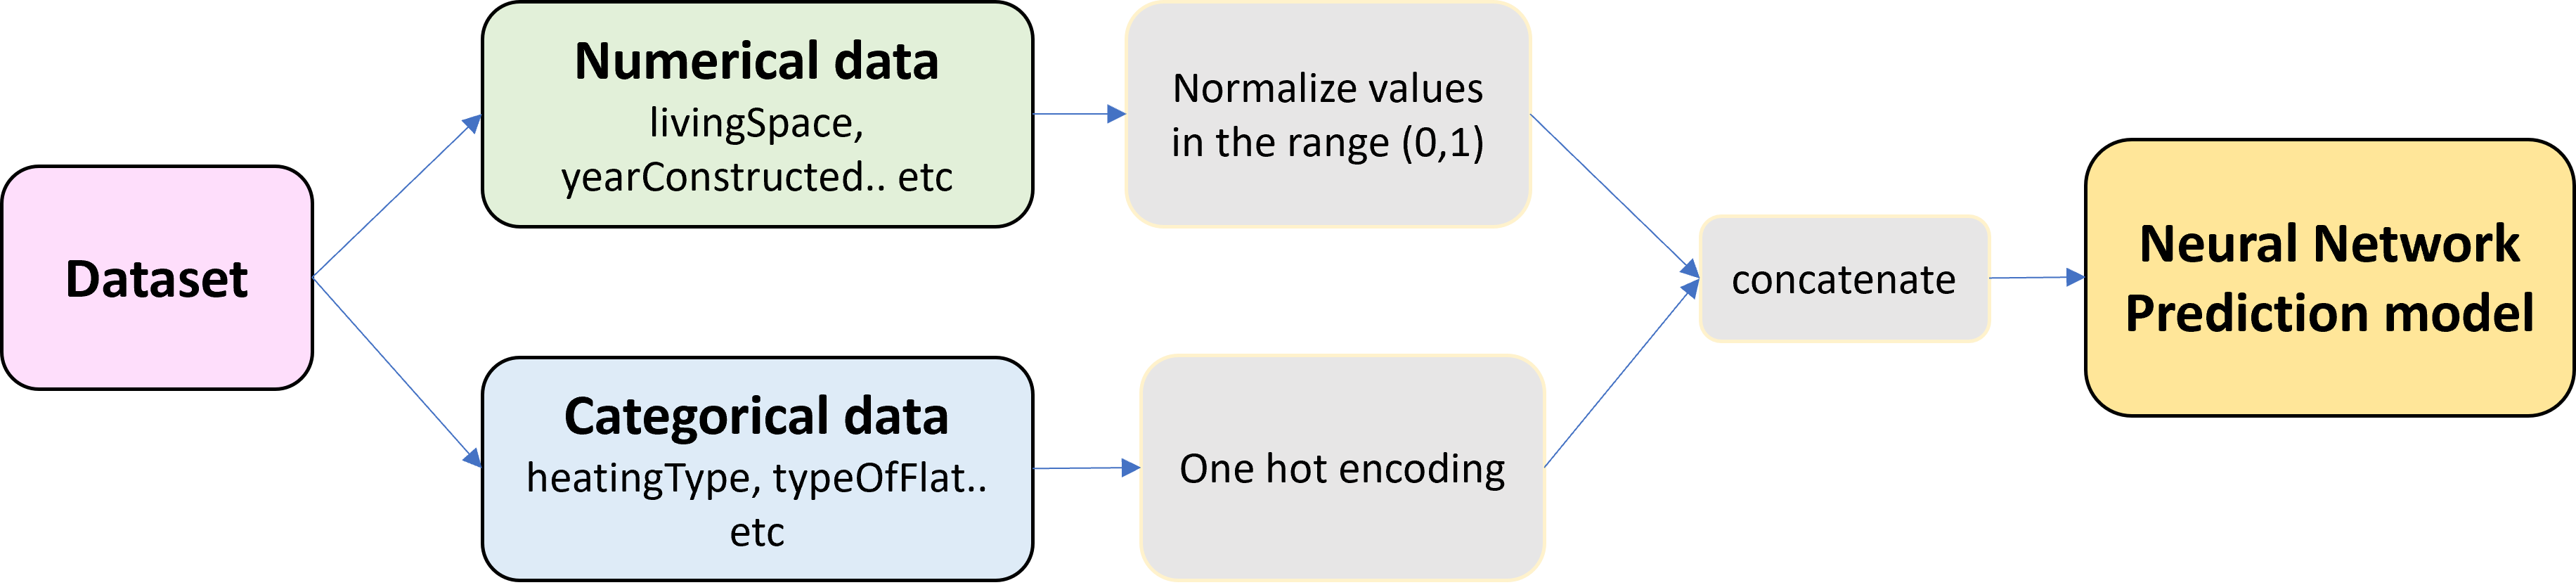 Dataset
Numerical data
livingSpace,
yearConstructed.. etc
Normalize values
in the range (0,1)
Categorical data
heatingType, typeOfFlat..
etc
One hot encoding
concatenate
Neural Network
Prediction model